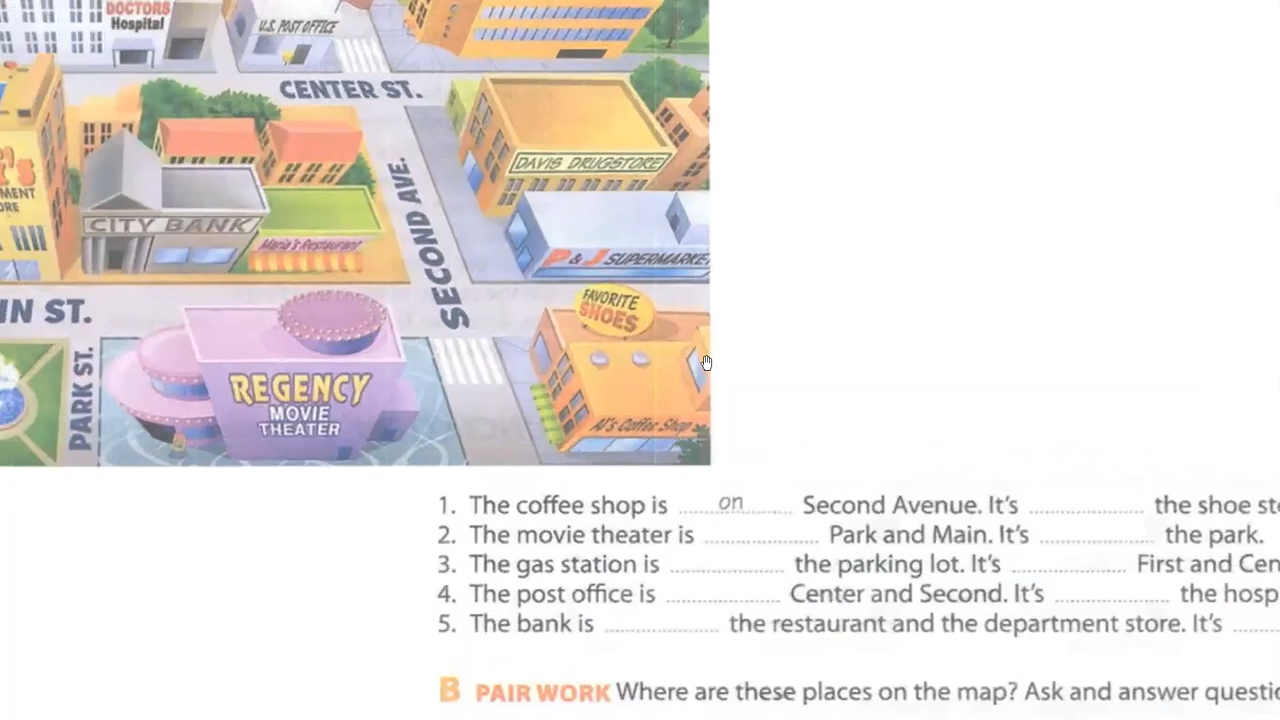 DOCTORS
Hospital
U.S. POST OFFICE
CENTER ST.
DAVIS DRUGSTORE
SECOND AVE.
CITY BANK
Maria's Restaurant
P & J SUPERMARKE
IN ST.
FAVORITE
SHOES
PARK ST.
REGENCY
MOVIE
THEATER
Al's Coffee Shop
1. The coffee shop is on Second Avenue. It's the shoe sto
2. The movie theater is Park and Main. It's the park.
3. The gas station is the parking lot. It's First and Cen
4. The post office is Center and Second. It's the hosp
5. The bank is the restaurant and the department store. It's
B PAIR WORK Where are these places on the map? Ask and answer questio